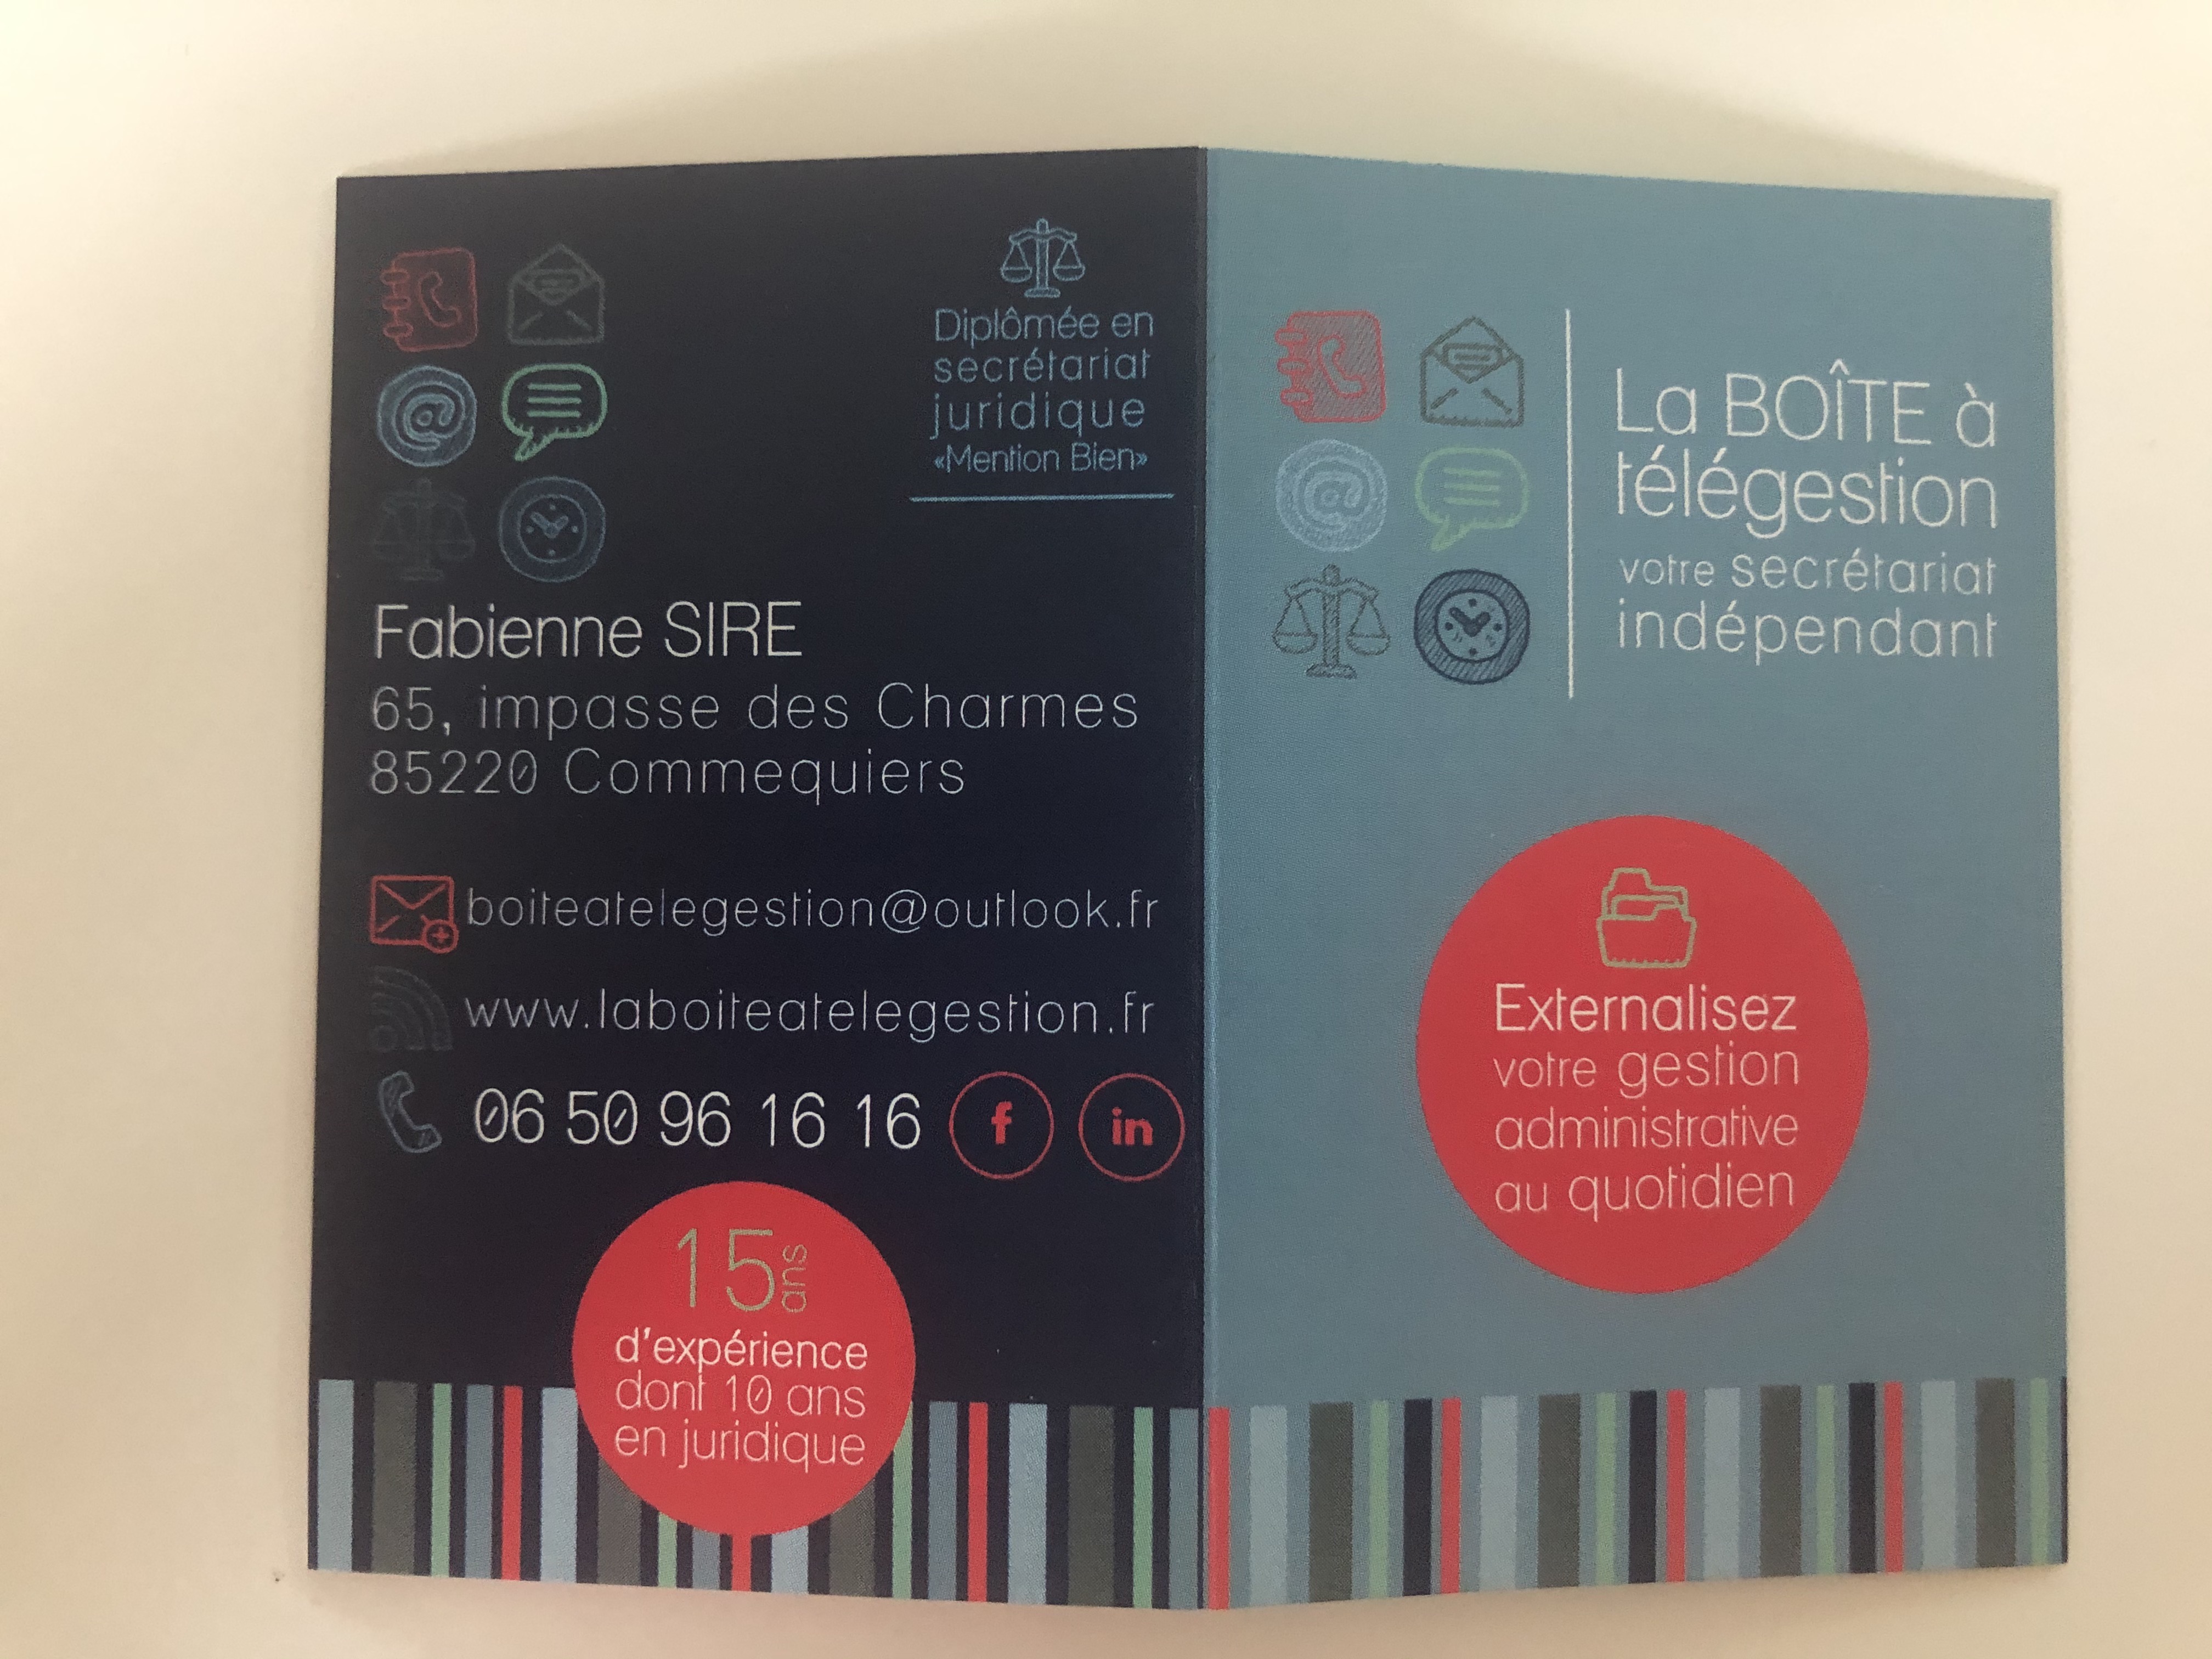 Diplômée en
secrétariat
juridique
«Mention Bien»
Fabienne SIRE
65, impasse des Charmes
85220 Commequiers
boiteatelegestion@outlook.fr
www.laboiteatelegestion.fr
06 50 96 16 16 f in
15 ans
d'expérience
dont 10 ans
en juridique
La BOÎTE à
télégestion
votre secrétariat
indépendant
Externalisez
votre gestion
administrative
au quotidien